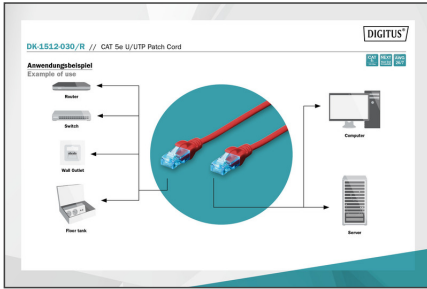 DIGITUS®
DK-1512-030/R // CAT 5e U/UTP Patch Cord
Anwendungsbeispiel
Example of use
Router
Switch
Wall Outlet
Floor tank
Computer
Server